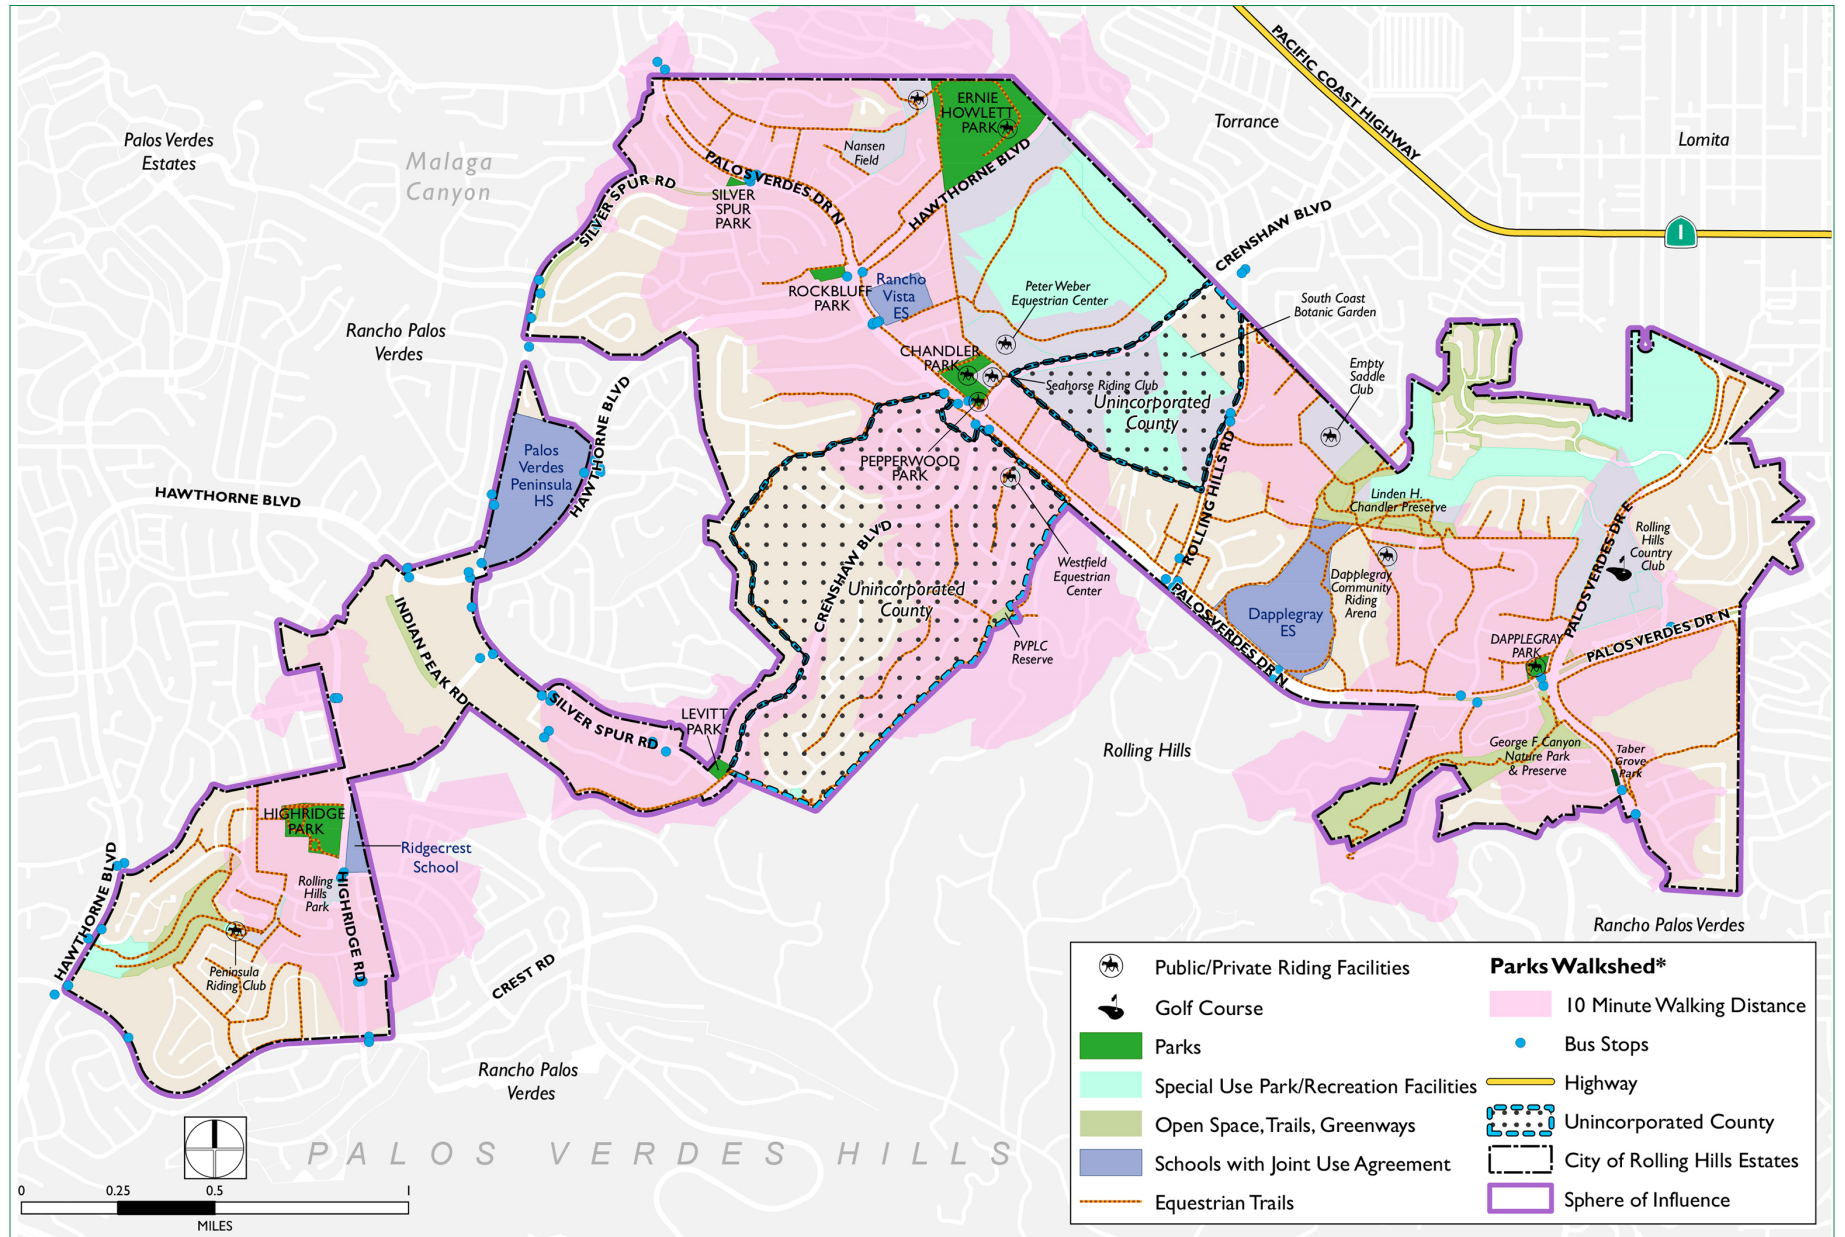 PACIFIC COAST HIGHWAY
Palos Verdes
Estates
Malaga
Canyon
ERNIE
HOWLETT
PARK
Torrance
Lomita
Nansen
Field
PALOS VERDES DR N
SILVER SPUR RD
SILVER
SPUR
PARK
HAWTHORNE BLVD
CRENSHAW BLVD
1
ROCKBLUFF
PARK
Rancho
Vista
ES
Peter Weber
Equestrian Center
South Coast
Botanic Garden
Rancho Palos
Verdes
CHANDLER
PARK
Seahorse Riding Club
Unincorporated
County
Empty
Saddle
Club
HAWTHORNE BLVD
Palos
Verdes
Peninsula
HS
PEPPERWOOD
PARK
HAWTHORNE BLVD
ROLLING HILLS RD
Linden H.
Chandler Preserve
PALOS VERDES DR E
Rolling
Hills
Country
Club
CRENSHAW BLVD
Unincorporated
County
Westfield
Equestrian
Center
Dapplegray
Community
Riding
Arena
Dapplegray
ES
PALOS VERDES DR N
INDIAN PEAK RD
PVPLC
Reserve
DAPPLEGRAY
PARK
PALOS VERDES DR N
SILVER SPUR RD
LEVITT
PARK
Rolling Hills
George F. Canyon
Nature Park
& Preserve
Taber
Grove
Park
HIGHRIDGE
PARK
Ridgecrest
School
HAWTHORNE BLVD
Rolling
Hills
Park
HIGHRIDGE RD
Peninsula
Riding Club
CREST RD
Rancho Palos Verdes
Rancho Palos
Verdes
PALOS VERDES HILLS
Public/Private Riding Facilities
Golf Course
Parks
Special Use Park/Recreation Facilities
Open Space, Trails, Greenways
Schools with Joint Use Agreement
Equestrian Trails
Parks Walkshed*
10 Minute Walking Distance
Bus Stops
Highway
Unincorporated County
City of Rolling Hills Estates
Sphere of Influence
0 0.25 0.5 1
MILES